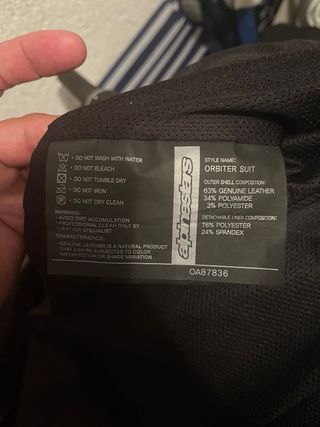 • DO NOT WASH WITH WATER
• DO NOT BLEACH
• DO NOT TUMBLE DRY
• DO NOT IRON
• DO NOT DRY CLEAN
WARNING:
• AVOID DIRT ACCUMULATION
• PROFESSIONAL CLEAN ONLY BY
LEATHER SPECIALIST
CHARACTERISTICS:
• GENUINE LEATHER IS A NATURAL PRODUCT
THAT CAN BE SUBJECTED TO COLOR
IMPERFECTION OR SHADE VARIATION
alpinestars
STYLE NAME:
ORBITER SUIT
OUTER SHELL COMPOSITION:
63% GENUINE LEATHER
34% POLYAMIDE
3% POLYESTER
DETACHABLE LINER COMPOSITION:
76% POLYESTER
24% SPANDEX
OA87836